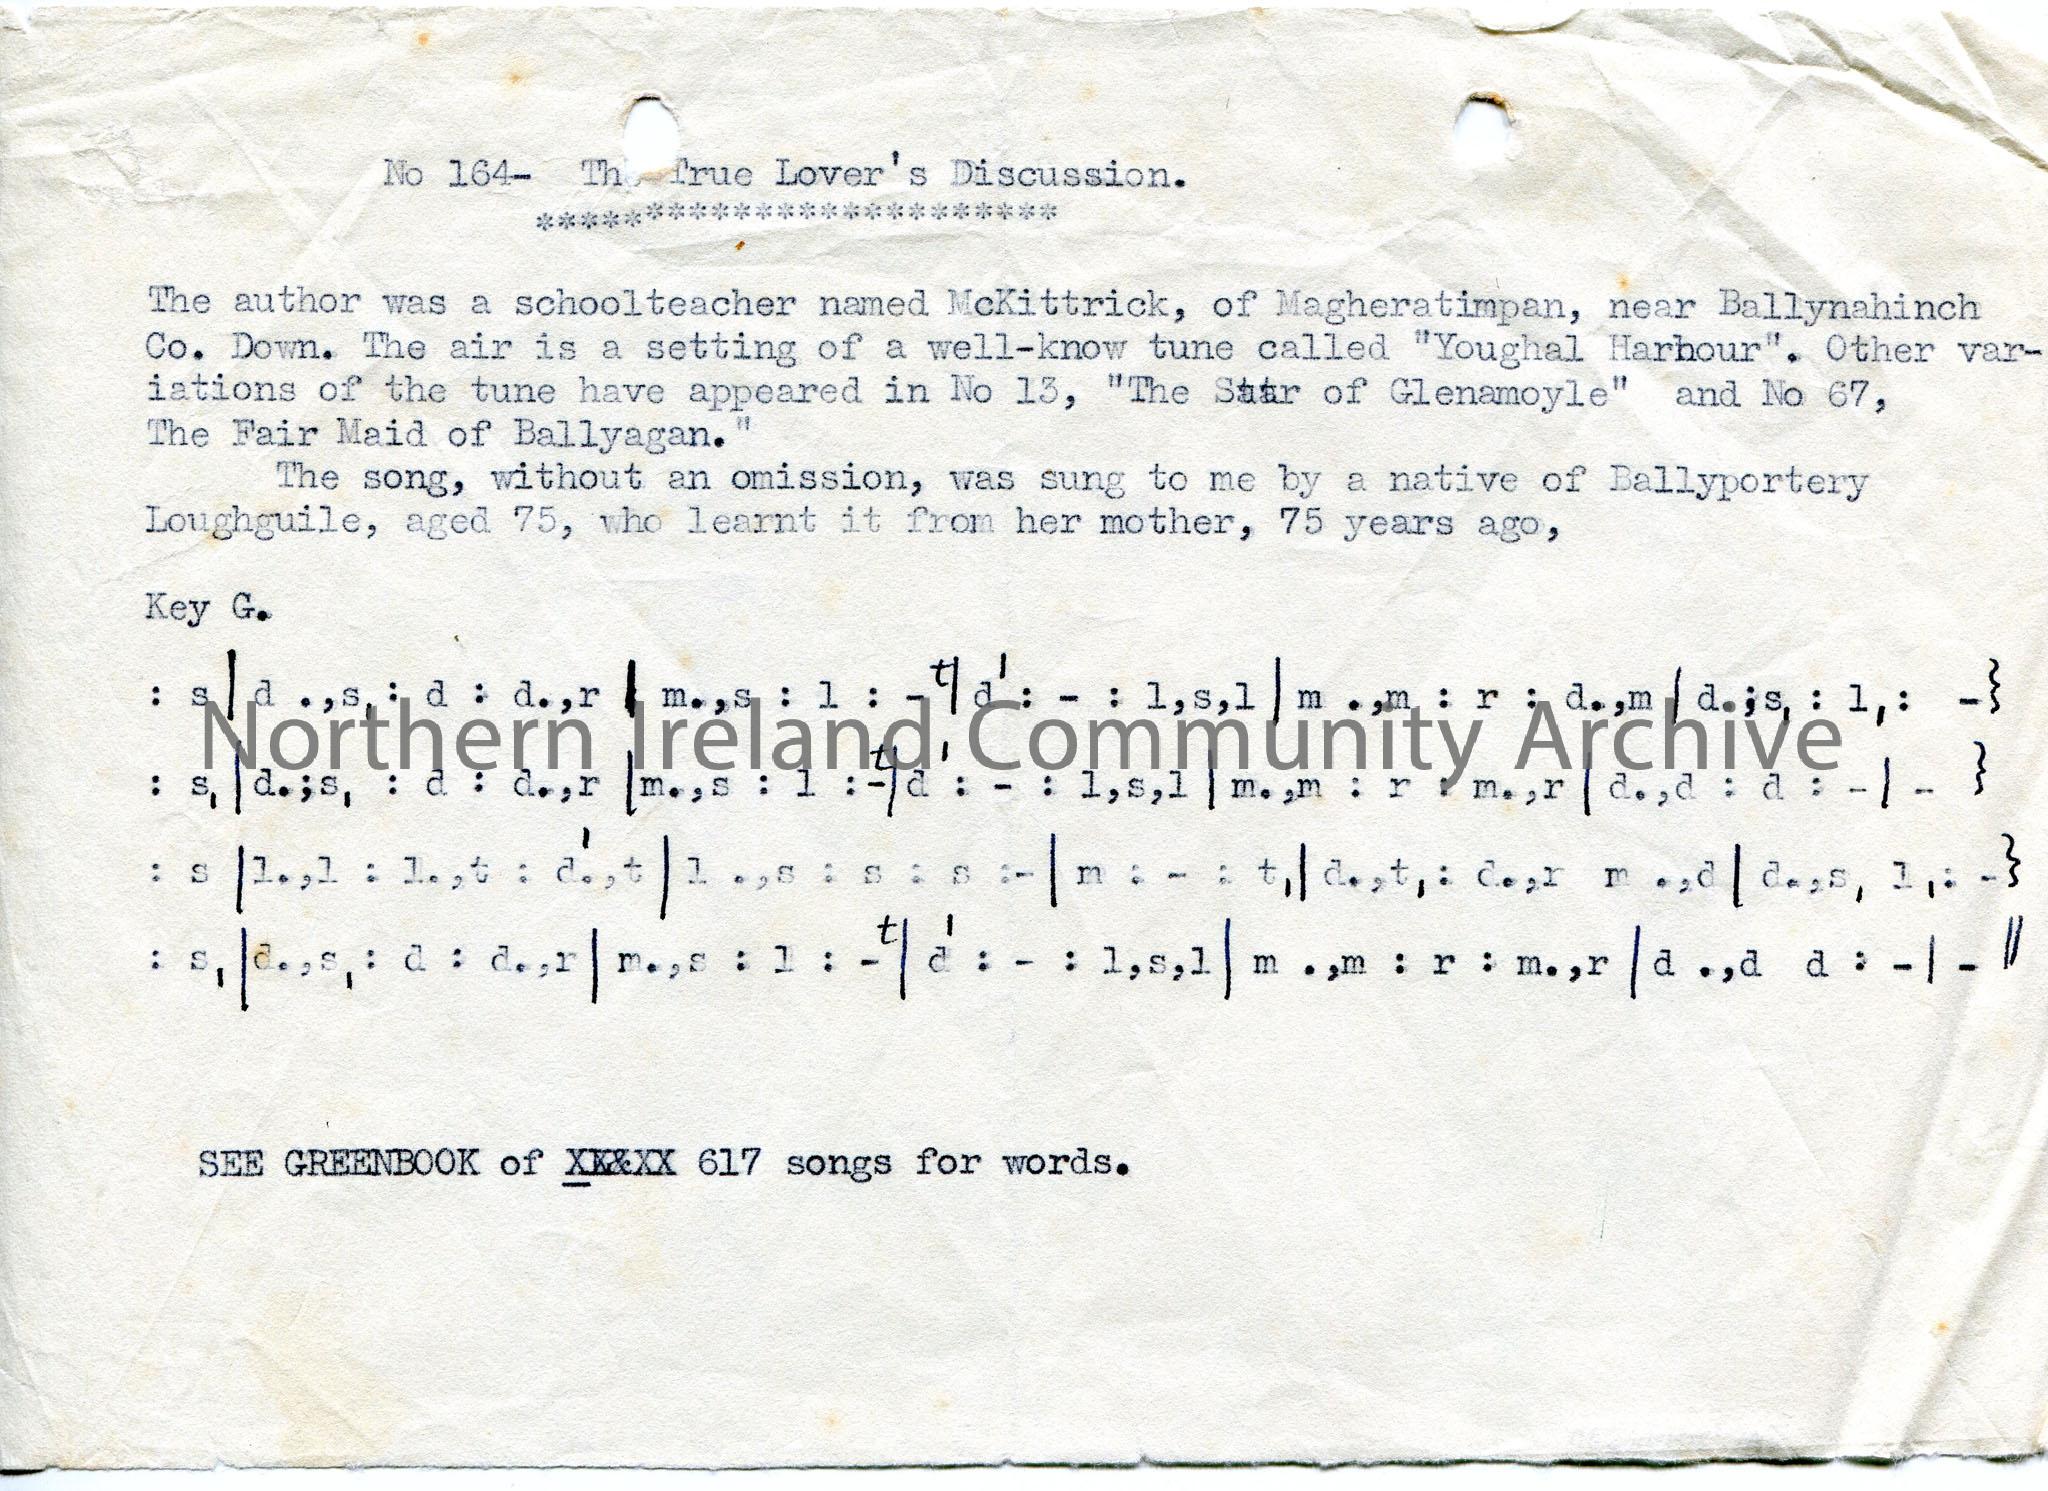 No 164- The True Lover's Discussion.
************************
The author was a schoolteacher named McKittrick, of Magheratimpan, near Ballynahinch
Co. Down. The air is a setting of a well-know tune called "Youghal Harbour". Other var-
iations of the tune have appeared in No 13, "The Star of Glenamoyle" and No 67,
The Fair Maid of Ballyagan."
The song, without an omission, was sung to me by a native of Ballyportery
Loughguile, aged 75, who learnt it from her mother, 75 years ago,
Key G.
: s| d .,s, : d : d.,r | m.,s : l : -t| d' : - : l,s,l | m .,m : r : d.,m | d.;s, : l, : -}
Northern Ireland Community Archive
: s, | d.;s, : d : d.,r | m.,s : l :-t| d' : - : l,s,l | m.,m : r : m.,r | d.,d : d : -| - }
: s | l.,l : l.,t : d'.,t | l .,s : s : s :-| m : - : t, | d.,t, : d.,r m .,d | d.,s, l, : -}
: s, | d.,s, : d : d.,r | m.,s : l : -t| d' : - : l,s,l | m .,m : r : m.,r | d .,d d : -| - ||
SEE GREENBOOK of XX&XX 617 songs for words.